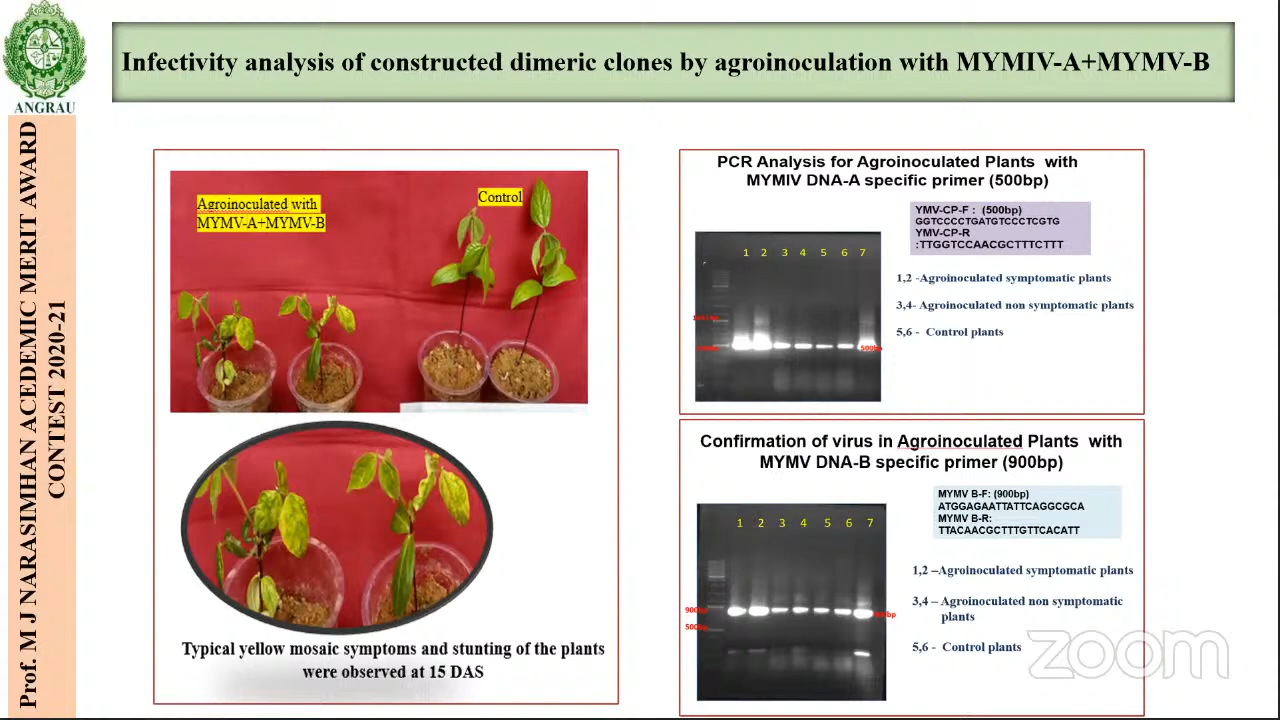 ANGRAU
Prof. M J NARASIMHAN ACEDEMIC MERIT AWARD
CONTEST 2020-21
Infectivity analysis of constructed dimeric clones by agroinoculation with MYMIV-A+MYMV-B
Agroinoculated with
MYMV-A+MYMV-B
Control
Typical yellow mosaic symptoms and stunting of the plants
were observed at 15 DAS
PCR Analysis for Agroinoculated Plants with
MYMIV DNA-A specific primer (500bp)
YMV-CP-F : (500bp)
GGTCCCCTGATGTCCCTCGTG
YMV-CP-R
:TTGGTCCAACGCTTTCTTT
1 2 3 4 5 6 7
500bp
1,2 -Agroinoculated symptomatic plants
3,4- Agroinoculated non symptomatic plants
5,6 - Control plants
Confirmation of virus in Agroinoculated Plants with
MYMV DNA-B specific primer (900bp)
MYMV B-F: (900bp)
ATGGAGAATTATTCAGGCGCA
MYMV B-R:
TTACAACGCTTTGTTCACATT
1 2 3 4 5 6 7
900bp
500bp
1,2 –Agroinoculated symptomatic plants
3,4 – Agroinoculated non symptomatic
plants
5,6 - Control plants
zoom